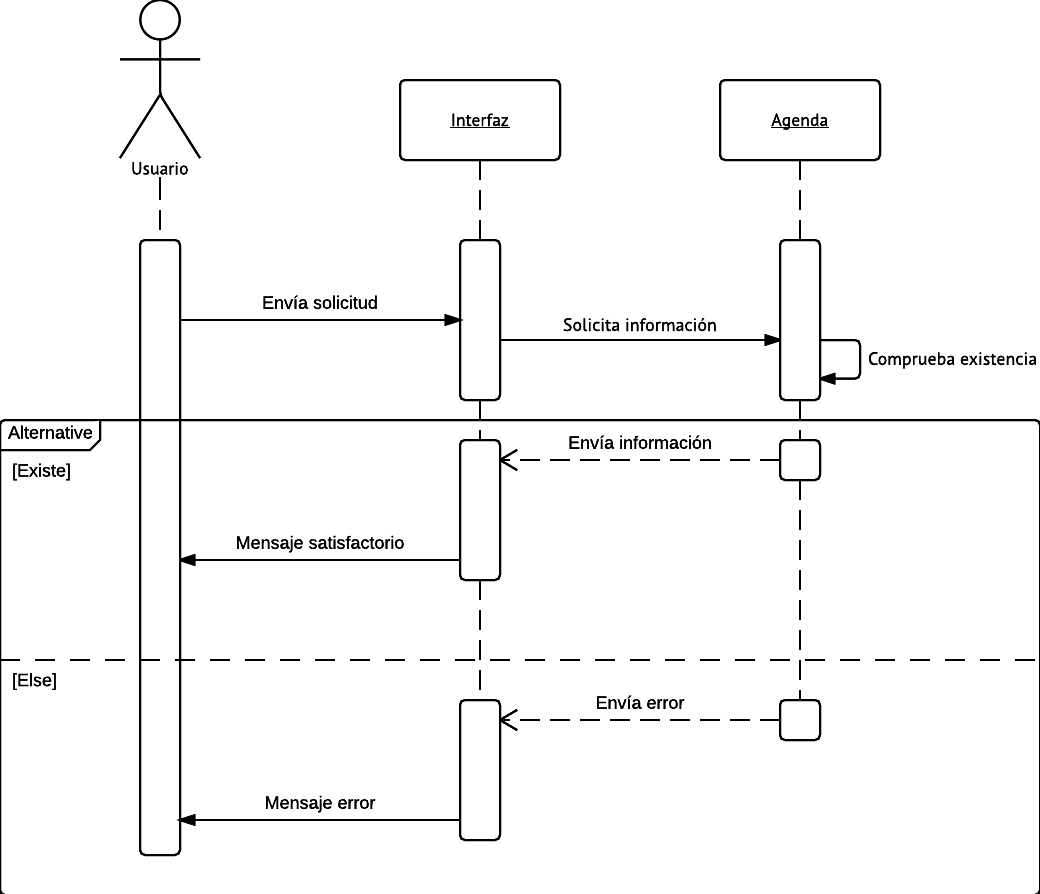 Usuario
Interfaz
Agenda
Envía solicitud
Solicita información
Comprueba existencia
Alternative
[Existe]
Envía información
Mensaje satisfactorio
[Else]
Envía error
Mensaje error